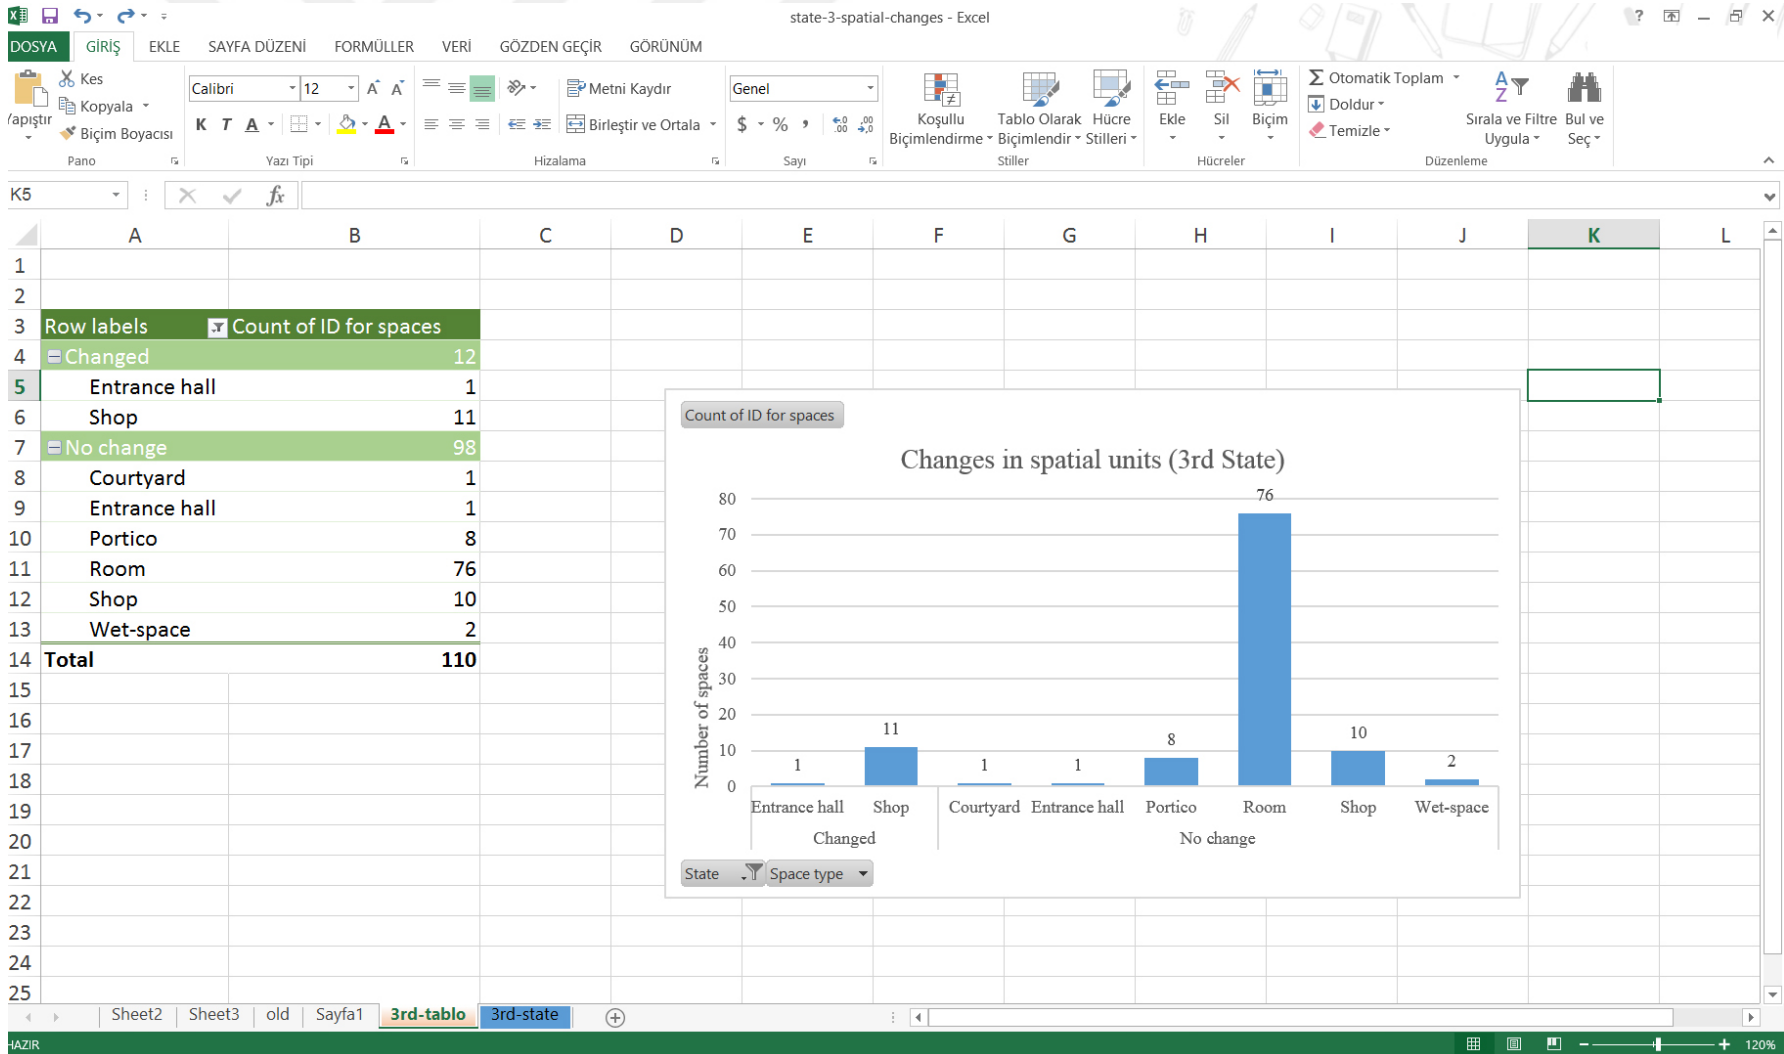 state-3-spatial-changes - Excel
DOSYA GİRİŞ EKLE SAYFA DÜZENİ FORMÜLLER VERİ GÖZDEN GEÇİR GÖRÜNÜM
Kes
Kopyala
Biçim Boyacısı
Pano
Calibri 12
K T A
Yazı Tipi
Metni Kaydır
Birleştir ve Ortala
Hizalama
Genel
$ % ,
Sayı
Koşullu
Biçimlendirme
Tablo Olarak
Biçimlendir
Hücre
Stilleri
Stiller
Ekle Sil Biçim
Hücreler
Otomatik Toplam
Doldur
Temizle
Sırala ve Filtre
Uygula
Bul ve
Seç
Düzenleme
K5
fx
A B C D E F G H I J K L
1
2
3 Row labels Count of ID for spaces
4 Changed 12
5 Entrance hall 1
6 Shop 11
7 No change 98
8 Courtyard 1
9 Entrance hall 1
10 Portico 8
11 Room 76
12 Shop 10
13 Wet-space 2
14 Total 110
15
16
17
18
19
20
21
22
23
24
25
Count of ID for spaces
Changes in spatial units (3rd State)
Number of spaces
80
70
60
50
40
30
20
10
0
1 11 1 1 8 76 10 2
Entrance hall Shop Courtyard Entrance hall Portico Room Shop Wet-space
Changed No change
State Space type
Sheet2 Sheet3 old Sayfa1 3rd-tablo 3rd-state
120%